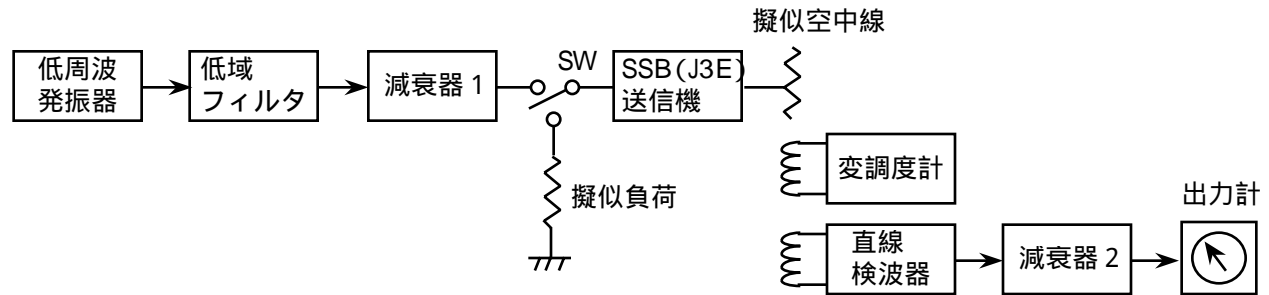 擬似空中線
低周波
発振器
低域
フィルタ
減衰器 1
SW
SSB(J3E)
送信機
変調度計
擬似負荷
出力計
直線
検波器
減衰器 2